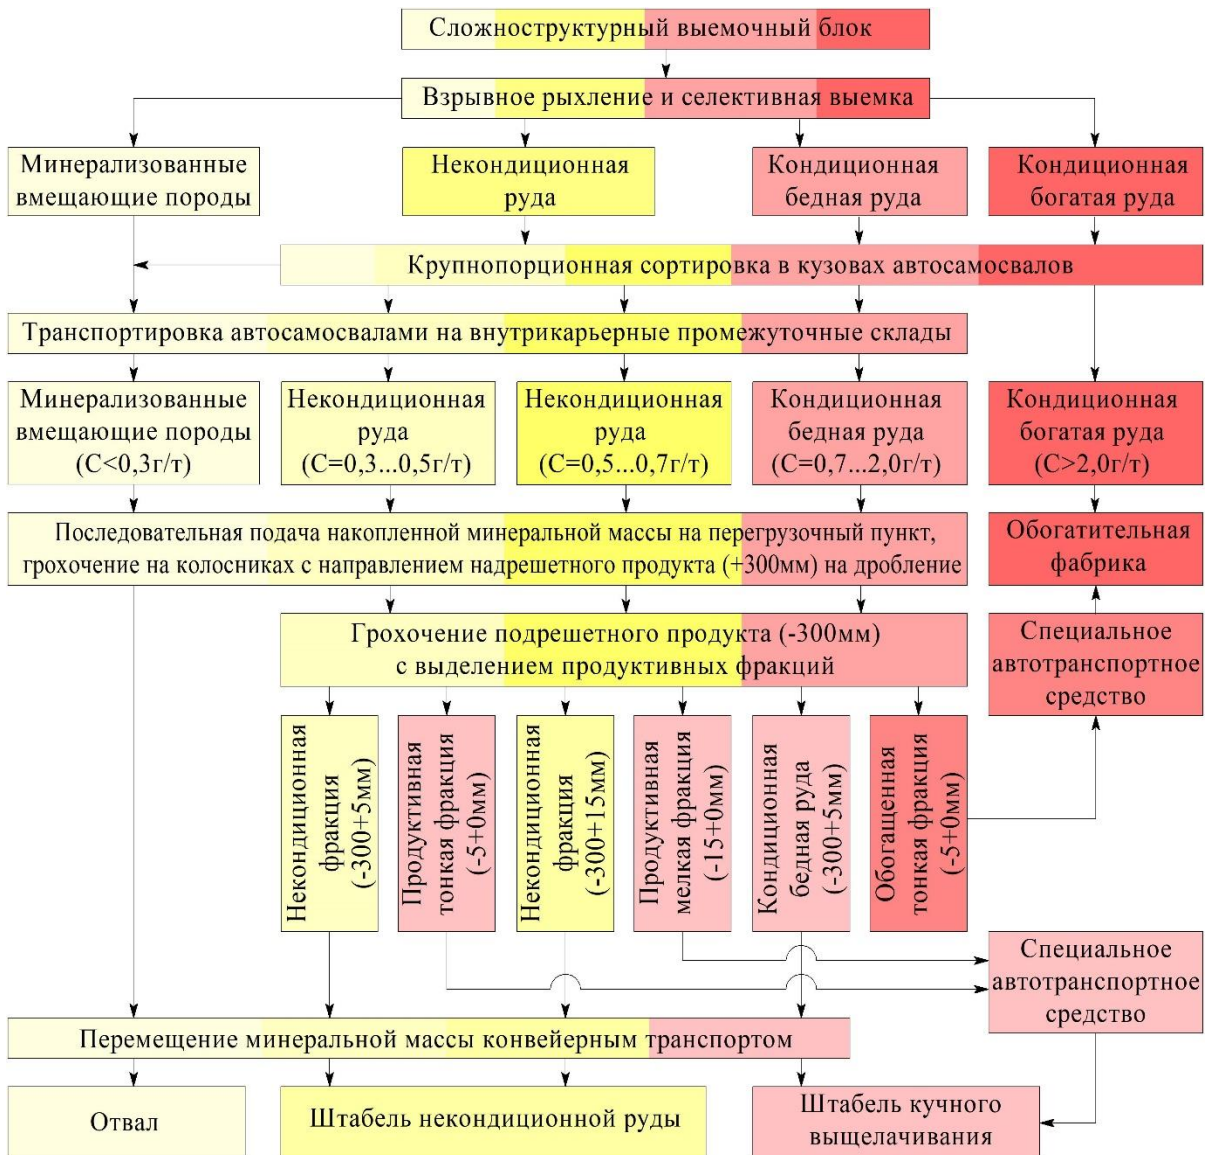 Сложноструктурный выемочный блок
Взрывное рыхление и селективная выемка
Минерализованные
вмещающие породы
Некондиционная
руда
Кондиционная
бедная руда
Кондиционная
богатая руда
Крупнопорционная сортировка в кузовах автосамосвалов
Транспортировка автосамосвалами на внутрикарьерные промежуточные склады
Минерализованные
вмещающие породы
(С<0,3г/т)
Некондиционная
руда
(С=0,3...0,5г/т)
Некондиционная
руда
(С=0,5...0,7г/т)
Кондиционная
бедная руда
(С=0,7...2,0г/т)
Кондиционная
богатая руда
(С>2,0г/т)
Последовательная подача накопленной минеральной массы на перегрузочный пункт,
грохочение на колосниках с направлением надрешетного продукта (+300мм) на дробление
Обогатительная
фабрика
Грохочение подрешетного продукта (-300мм)
с выделением продуктивных фракций
Специальное
автотранспортное
средство
Некондиционная
фракция
(-300+5мм)
Продуктивная
тонкая фракция
(-5+0мм)
Некондиционная
фракция
(-300+15мм)
Продуктивная
мелкая фракция
(-15+0мм)
Кондиционная
бедная руда
(-300+5мм)
Обогащенная
тонкая фракция
(-5+0мм)
Специальное
автотранспортное
средство
Перемещение минеральной массы конвейерным транспортом
Отвал
Штабель некондиционной руды
Штабель кучного
выщелачивания